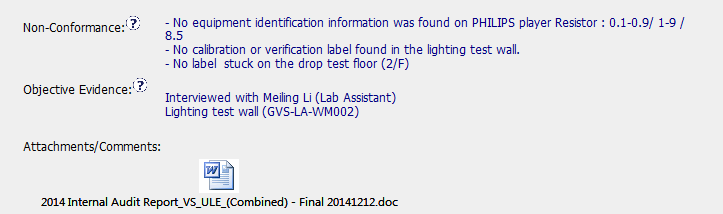 Non-Conformance:? - No equipment identification information was found on PHILIPS player Resistor : 0.1-0.9/ 1-9 /
8.5
- No calibration or verification label found in the lighting test wall.
- No label stuck on the drop test floor (2/F)
Objective Evidence:?
Interviewed with Meiling Li (Lab Assistant)
Lighting test wall (GVS-LA-WM002)
Attachments/Comments:
W
2014 Internal Audit Report_VS_ULE_(Combined) - Final 20141212.doc